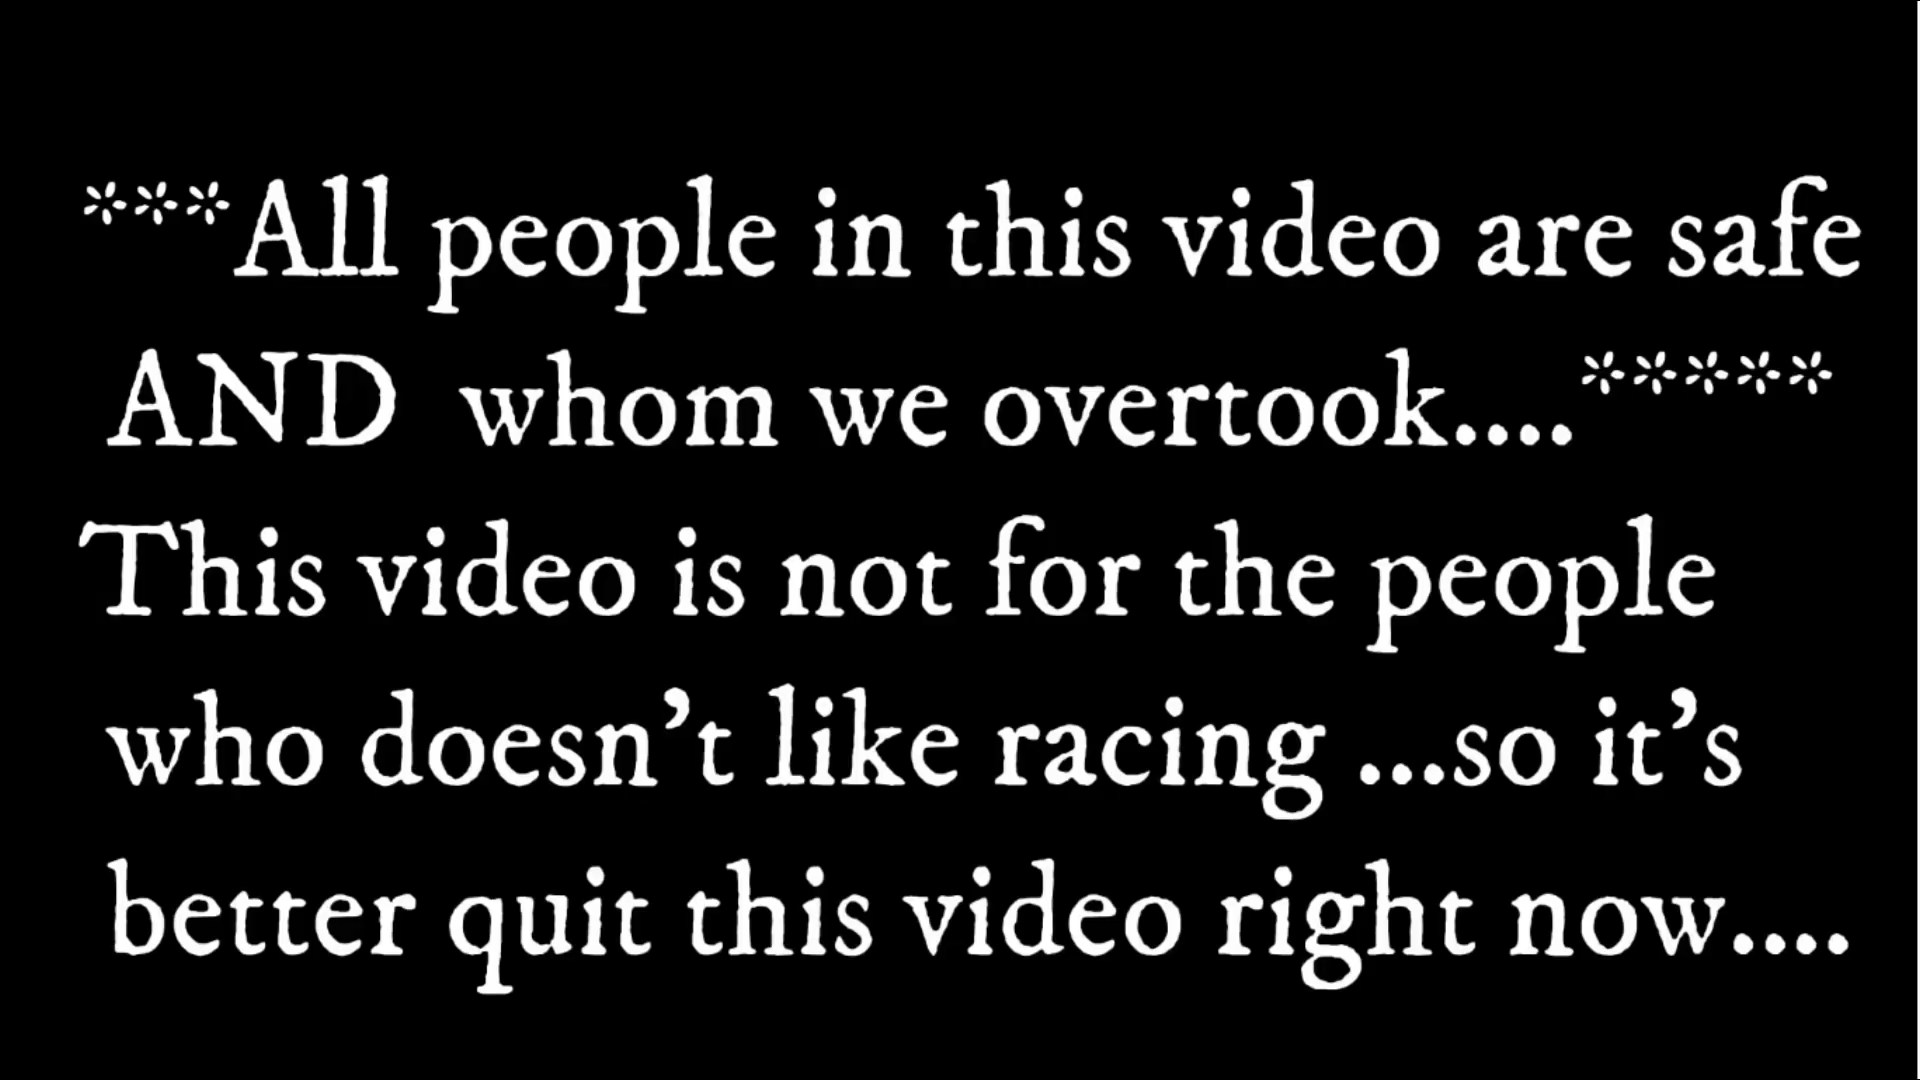 ***All people in this video are safe
AND  whom we overtook....*****
This video is not for the people
who doesn't like racing ...so it's
better quit this video right now....